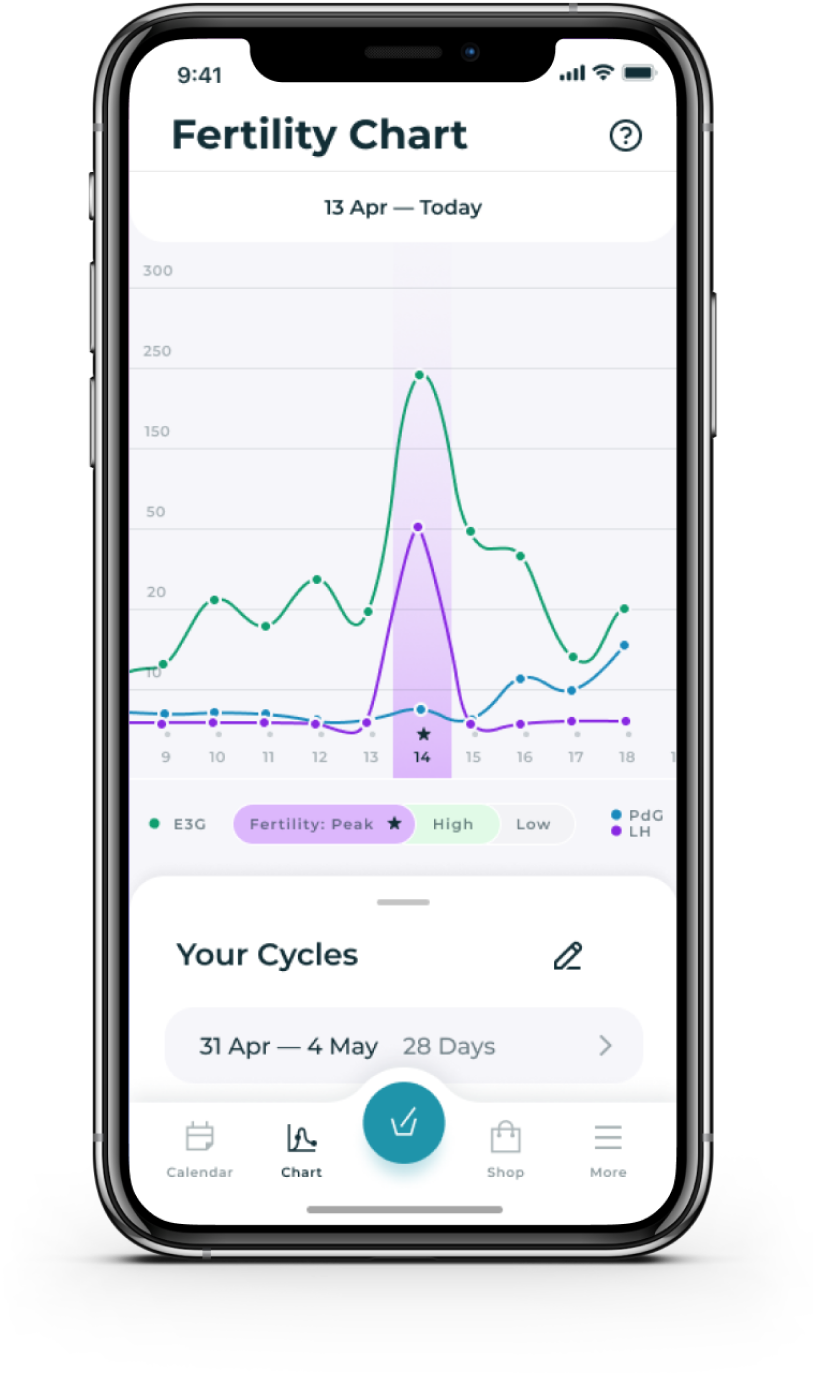 9:41
Fertility Chart
13 Apr — Today
300
250
150
50
20
10
9 10 11 12 13 14 15 16 17 18
E3G Fertility: Peak ★ High Low PdG
LH
Your Cycles
31 Apr — 4 May 28 Days
Calendar Chart Shop More